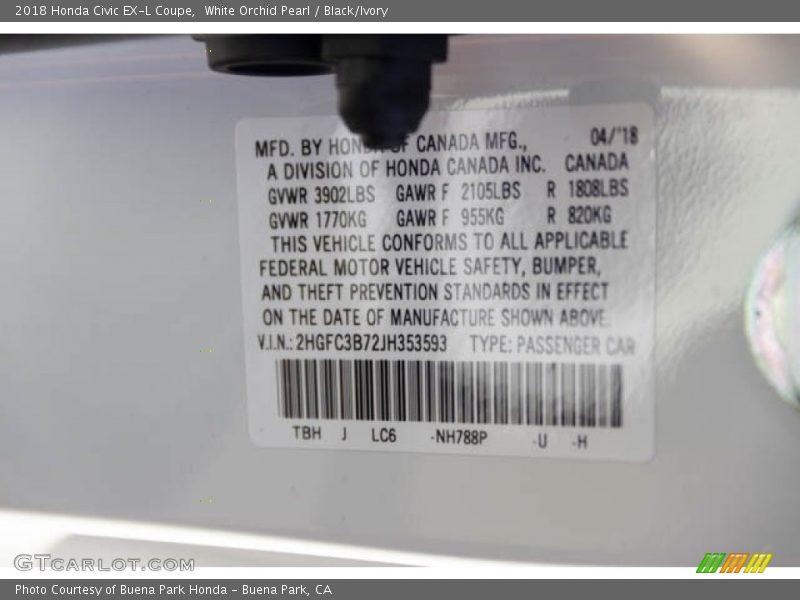 2018 Honda Civic EX-L Coupe, White Orchid Pearl / Black/Ivory
MFD. BY HONDA OF CANADA MFG., 04/'18
A DIVISION OF HONDA CANADA INC. CANADA
GVWR 3902LBS GAWR F 2105LBS R 1808LBS
GVWR 1770KG GAWR F 955KG R 820KG
THIS VEHICLE CONFORMS TO ALL APPLICABLE
FEDERAL MOTOR VEHICLE SAFETY, BUMPER,
AND THEFT PREVENTION STANDARDS IN EFFECT
ON THE DATE OF MANUFACTURE SHOWN ABOVE.
V.I.N.: 2HGFC3B72JH353593 TYPE: PASSENGER CAR
TBH J LC6 -NH788P -U -H
GTCARLOT.COM
Photo Courtesy of Buena Park Honda - Buena Park, CA